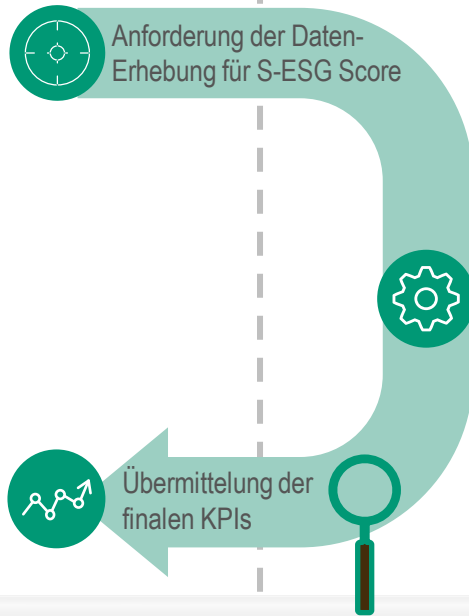 Anforderung der Daten-
Erhebung für S-ESG Score
Übermittelung der
finalen KPIs